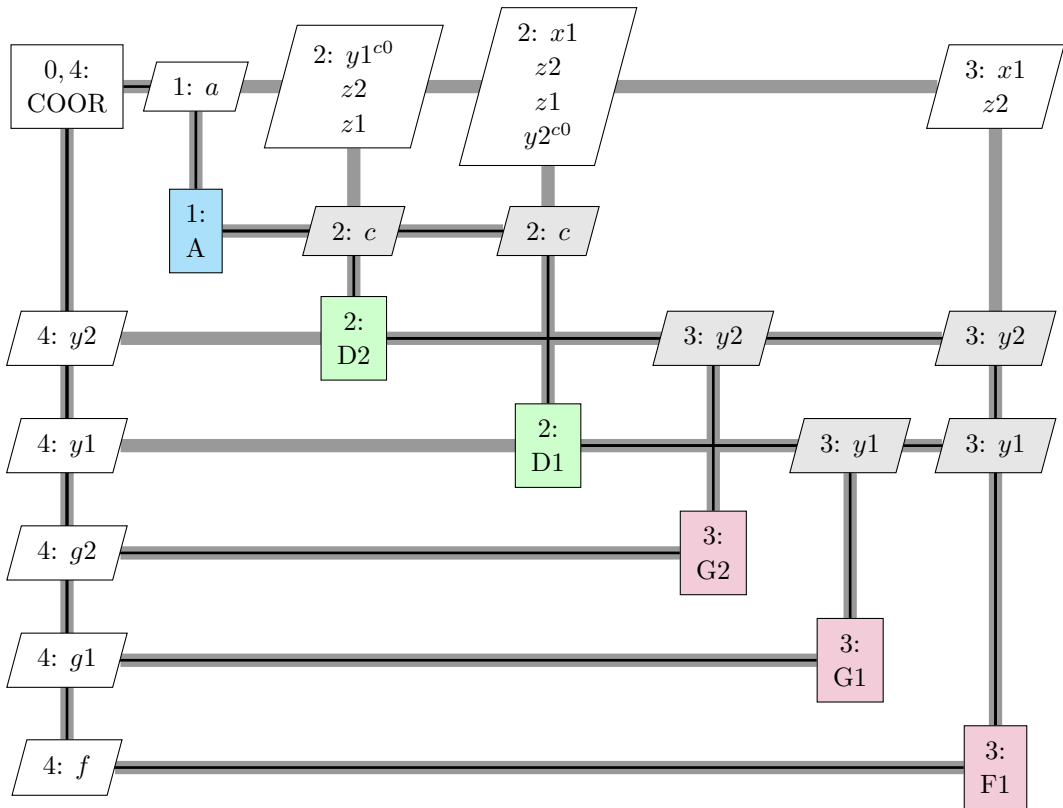 0, 4:
COOR
1: a
2: y1^{c0}
z2
z1
2: x1
z2
z1
y2^{c0}
3: x1
z2
1:
A
2: c
2: c
4: y2
2:
D2
3: y2
3: y2
4: y1
2:
D1
3: y1
3: y1
4: g2
3:
G2
4: g1
3:
G1
4: f
3:
F1